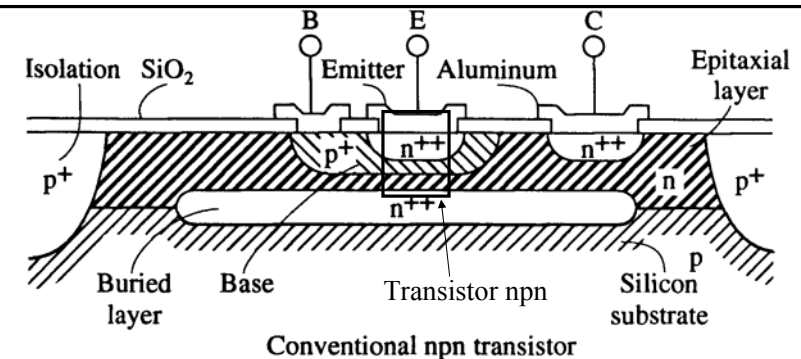 B
E
C
Isolation
SiO₂
Emitter
Aluminum
Epitaxial
layer
p⁺
p⁺
n⁺⁺
n⁺⁺
n
p⁺
n⁺⁺
p
Buried
layer
Base
Transistor npn
Silicon
substrate
Conventional npn transistor